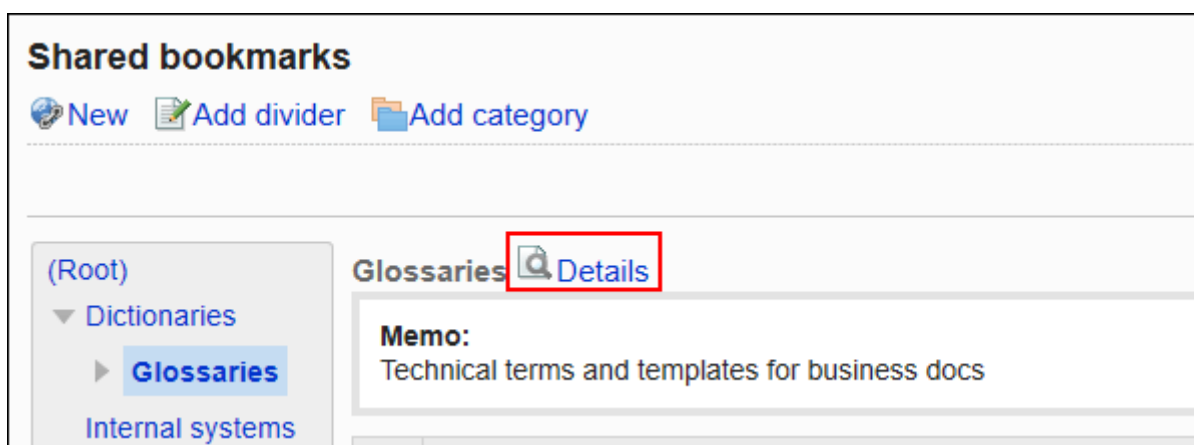 Shared bookmarks
New Add divider Add category
(Root)
Dictionaries
Glossaries
Internal systems
Glossaries Details
Memo:
Technical terms and templates for business docs